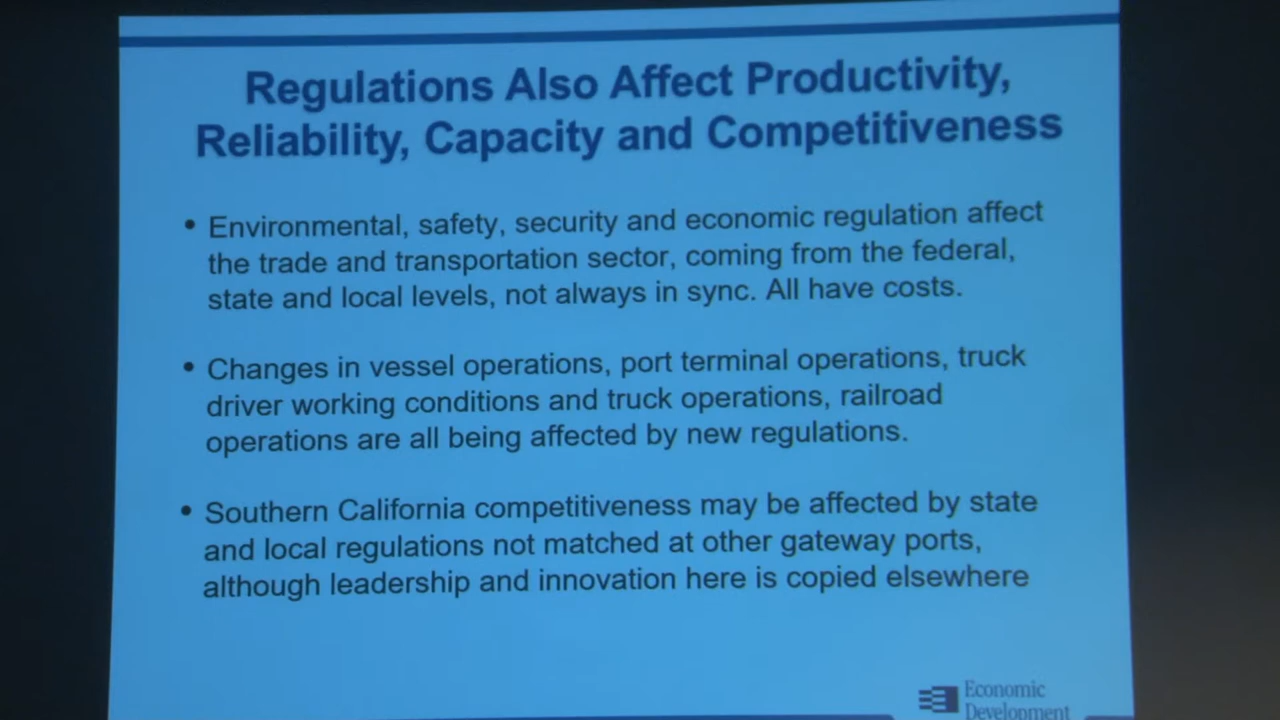 Regulations Also Affect Productivity,
Reliability, Capacity and Competitiveness
• Environmental, safety, security and economic regulation affect
the trade and transportation sector, coming from the federal,
state and local levels, not always in sync. All have costs.
• Changes in vessel operations, port terminal operations, truck
driver working conditions and truck operations, railroad
operations are all being affected by new regulations.
• Southern California competitiveness may be affected by state
and local regulations not matched at other gateway ports,
although leadership and innovation here is copied elsewhere
Economic
Development